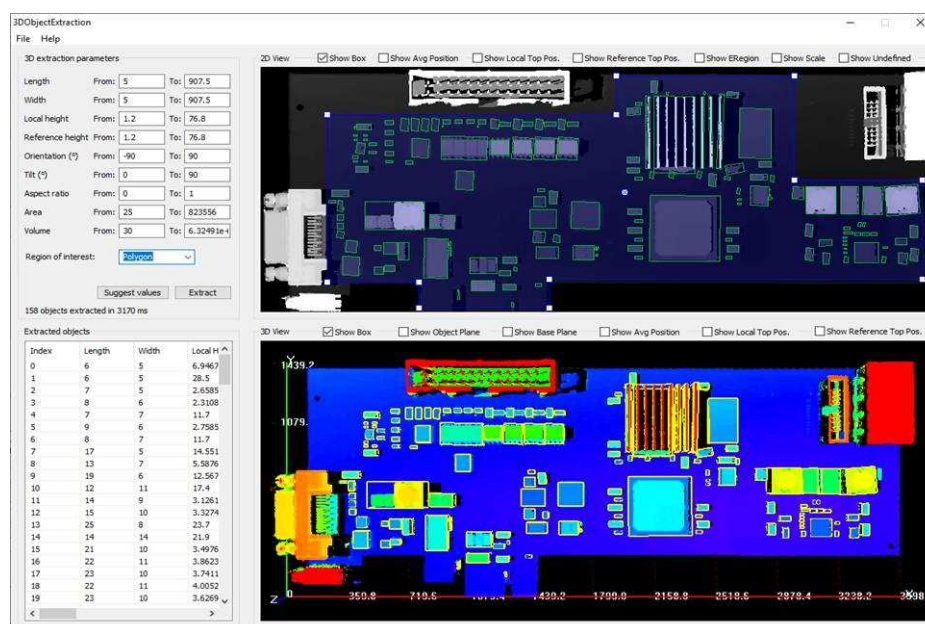 3DObjectExtraction
File Help
3D extraction parameters
Length From: 5 To: 907.5
Width From: 5 To: 907.5
Local height From: 1.2 To: 76.8
Reference height From: 1.2 To: 76.8
Orientation (º) From: -90 To: 90
Tilt (º) From: 0 To: 90
Aspect ratio From: 0 To: 1
Area From: 25 To: 823556
Volume From: 30 To: 6.32491e+
Region of interest: Polygon
Suggest values Extract
158 objects extracted in 3170 ms
2D View Show Box Show Avg Position Show Local Top Pos. Show Reference Top Pos. Show ERegion Show Scale Show Undefined
Extracted objects
Index Length Width Local H
0 6 5 6.9467
1 6 5 28.5
2 7 5 2.6585
3 8 6 2.3108
4 7 7 11.7
5 9 6 2.7585
6 8 7 11.7
7 17 5 14.551
8 13 7 5.5876
9 19 6 12.567
10 12 11 17.4
11 14 9 3.1261
12 15 10 3.3274
13 25 8 23.7
14 14 14 21.9
15 21 10 3.4976
16 22 11 3.8623
17 23 10 3.7411
18 22 11 4.0052
19 23 10 3.6269
3D View Show Box Show Object Plane Show Base Plane Show Avg Position Show Local Top Pos. Show Reference Top Pos.
Y
1439.2
1079.
Z 0 359.8 719.6 1439.2 1799.0 2158.8 2518.6 2878.4 3238.2